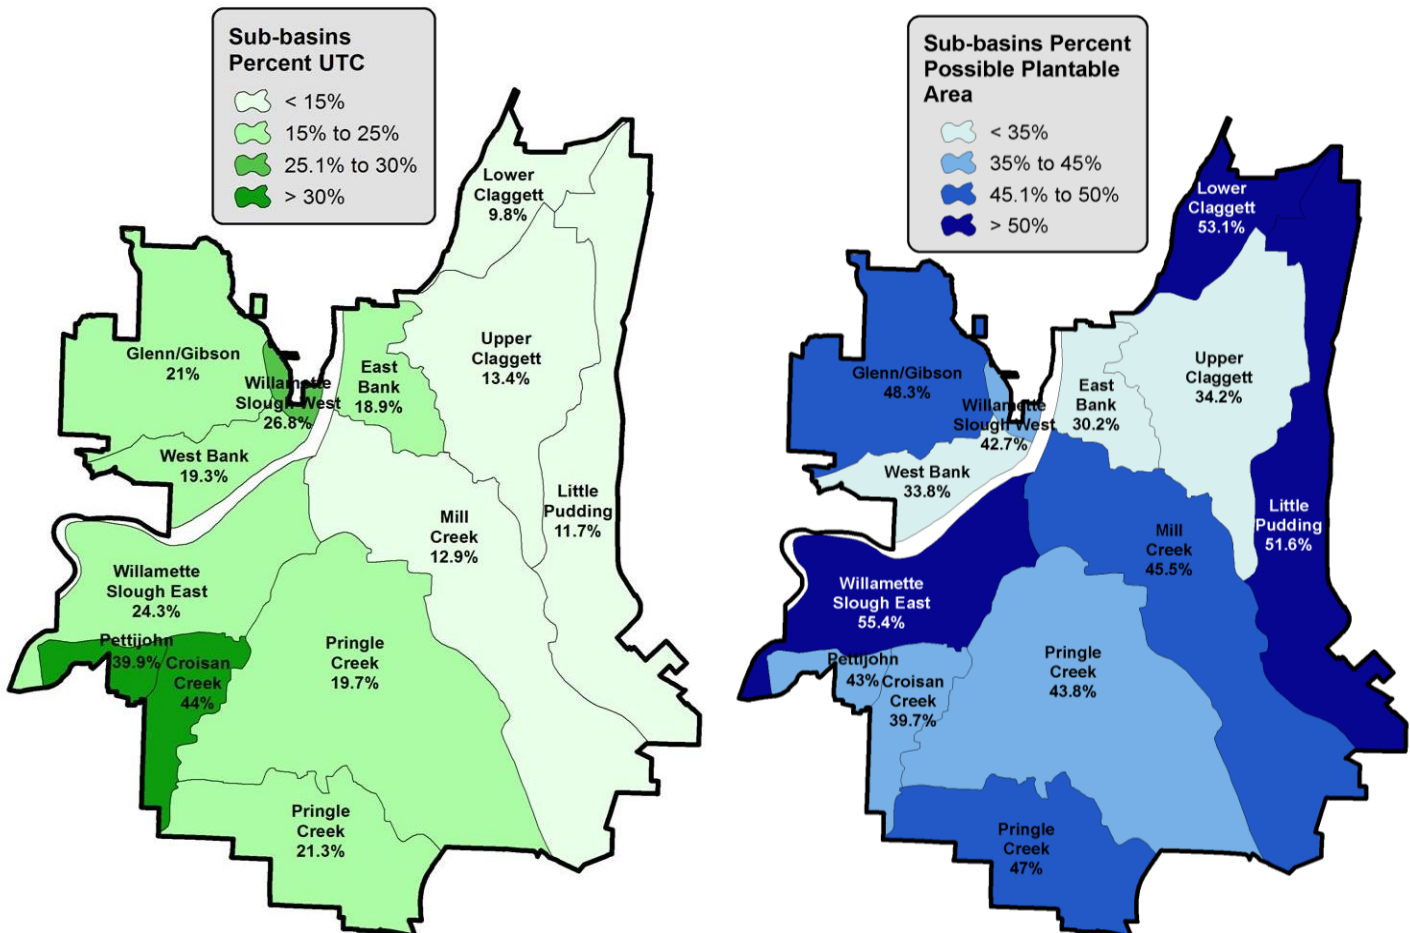 Sub-basins
Percent UTC
< 15%
15% to 25%
25.1% to 30%
> 30%
Lower
Claggett
9.8%
Glenn/Gibson
21%
Willamette
Slough West
26.8%
East
Bank
18.9%
Upper
Claggett
13.4%
West Bank
19.3%
Little
Pudding
11.7%
Mill
Creek
12.9%
Willamette
Slough East
24.3%
Pettijohn
39.9%
Croisan
Creek
44%
Pringle
Creek
19.7%
Pringle
Creek
21.3%
Sub-basins Percent
Possible Plantable
Area
< 35%
35% to 45%
45.1% to 50%
> 50%
Lower
Claggett
53.1%
Glenn/Gibson
48.3%
Willamette
Slough West
42.7%
East
Bank
30.2%
Upper
Claggett
34.2%
West Bank
33.8%
Little
Pudding
51.6%
Mill
Creek
45.5%
Willamette
Slough East
55.4%
Pettijohn
43%
Croisan
Creek
39.7%
Pringle
Creek
43.8%
Pringle
Creek
47%